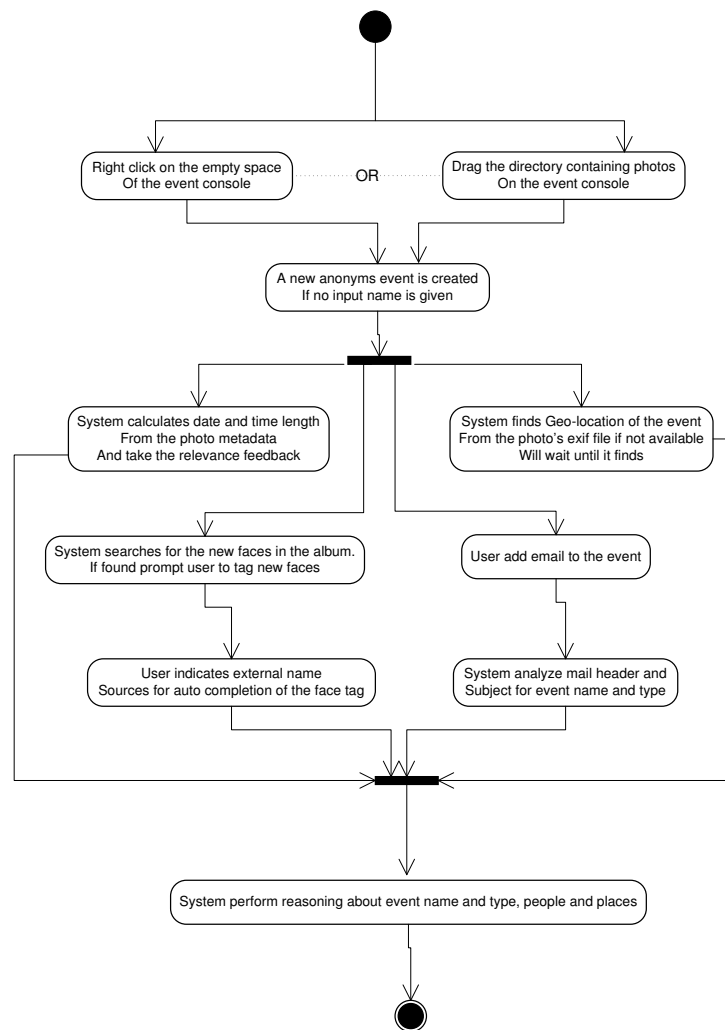 Right click on the empty space
Of the event console
OR
Drag the directory containing photos
On the event console
A new anonyms event is created
If no input name is given
System calculates date and time length
From the photo metadata
And take the relevance feedback
System finds Geo-location of the event
From the photo's exif file if not available
Will wait until it finds
System searches for the new faces in the album.
If found prompt user to tag new faces
User add email to the event
User indicates external name
Sources for auto completion of the face tag
System analyze mail header and
Subject for event name and type
System perform reasoning about event name and type, people and places